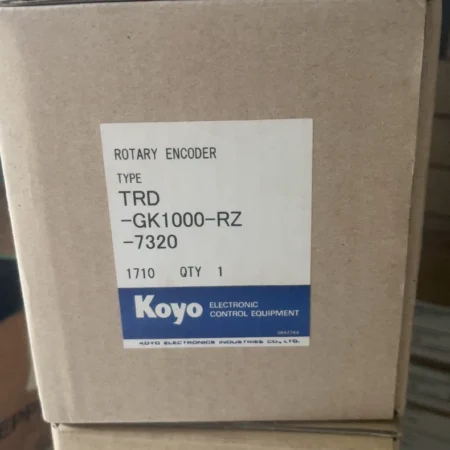 ROTARY ENCODER
TYPE
TRD
-GK1000-RZ
-7320
1710 QTY 1
Koyo ELECTRONIC
CONTROL EQUIPMENT
KOYO ELECTRONICS INDUSTRIES CO., LTD.